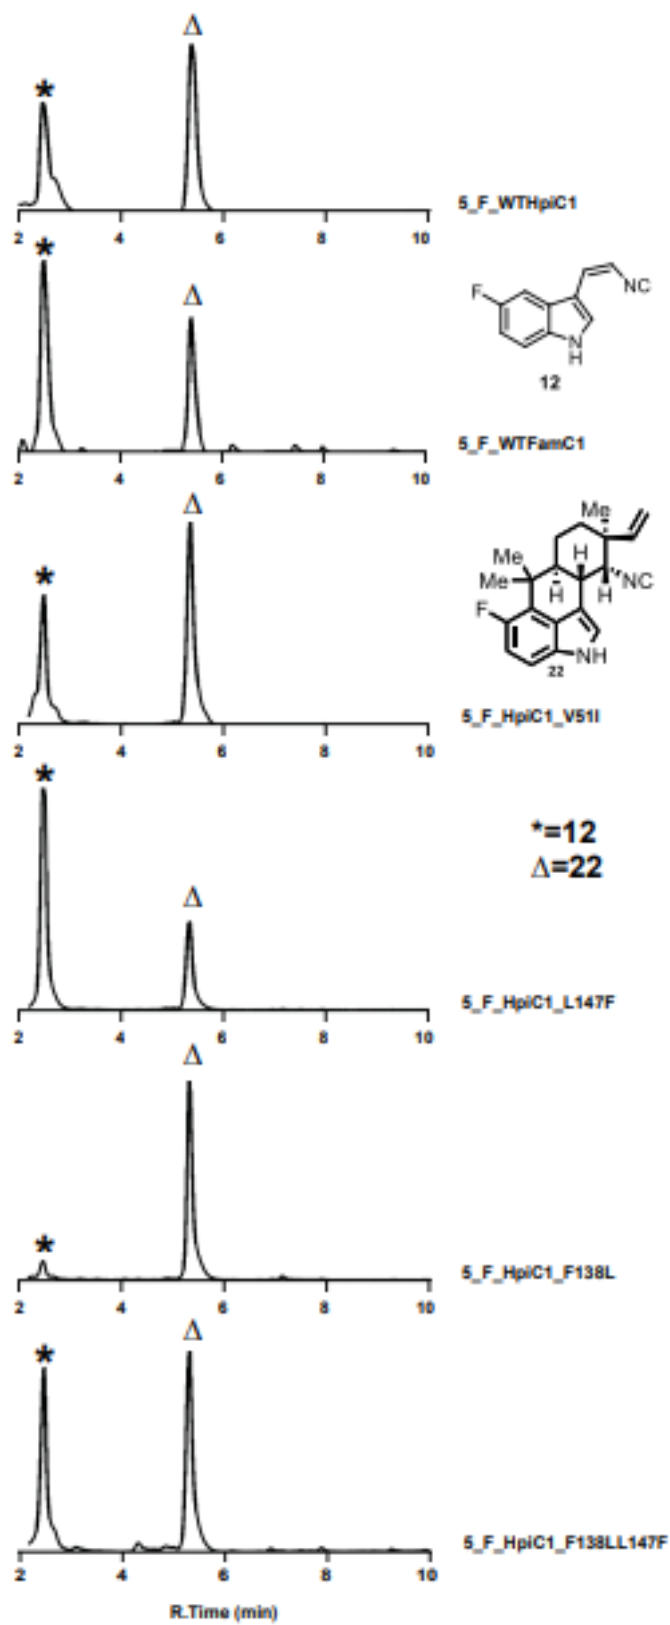 Δ
*
2 4 6 8 10
5_F_WTHpiC1
*
Δ
2 4 6 8 10
5_F_WTFamC1
F
NC
N
H
12
Δ
*
2 4 6 8 10
5_F_HpiC1_V51I
Me
Me
H
Me
H
H
NC
F
NH
22
*
Δ
2 4 6 8 10
5_F_HpiC1_L147F
*=12
Δ=22
Δ
*
2 4 6 8 10
5_F_HpiC1_F138L
Δ
*
2 4 6 8 10
5_F_HpiC1_F138LL147F
R.Time (min)